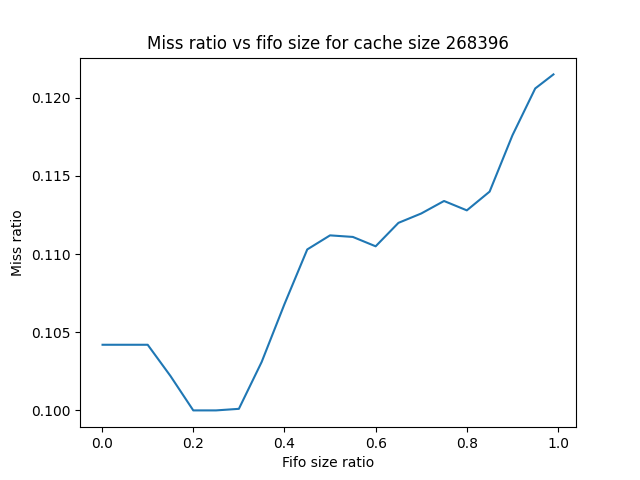 Miss ratio vs fifo size for cache size 268396
0.120
0.115
0.110
0.105
0.100
Miss ratio
0.0 0.2 0.4 0.6 0.8 1.0
Fifo size ratio